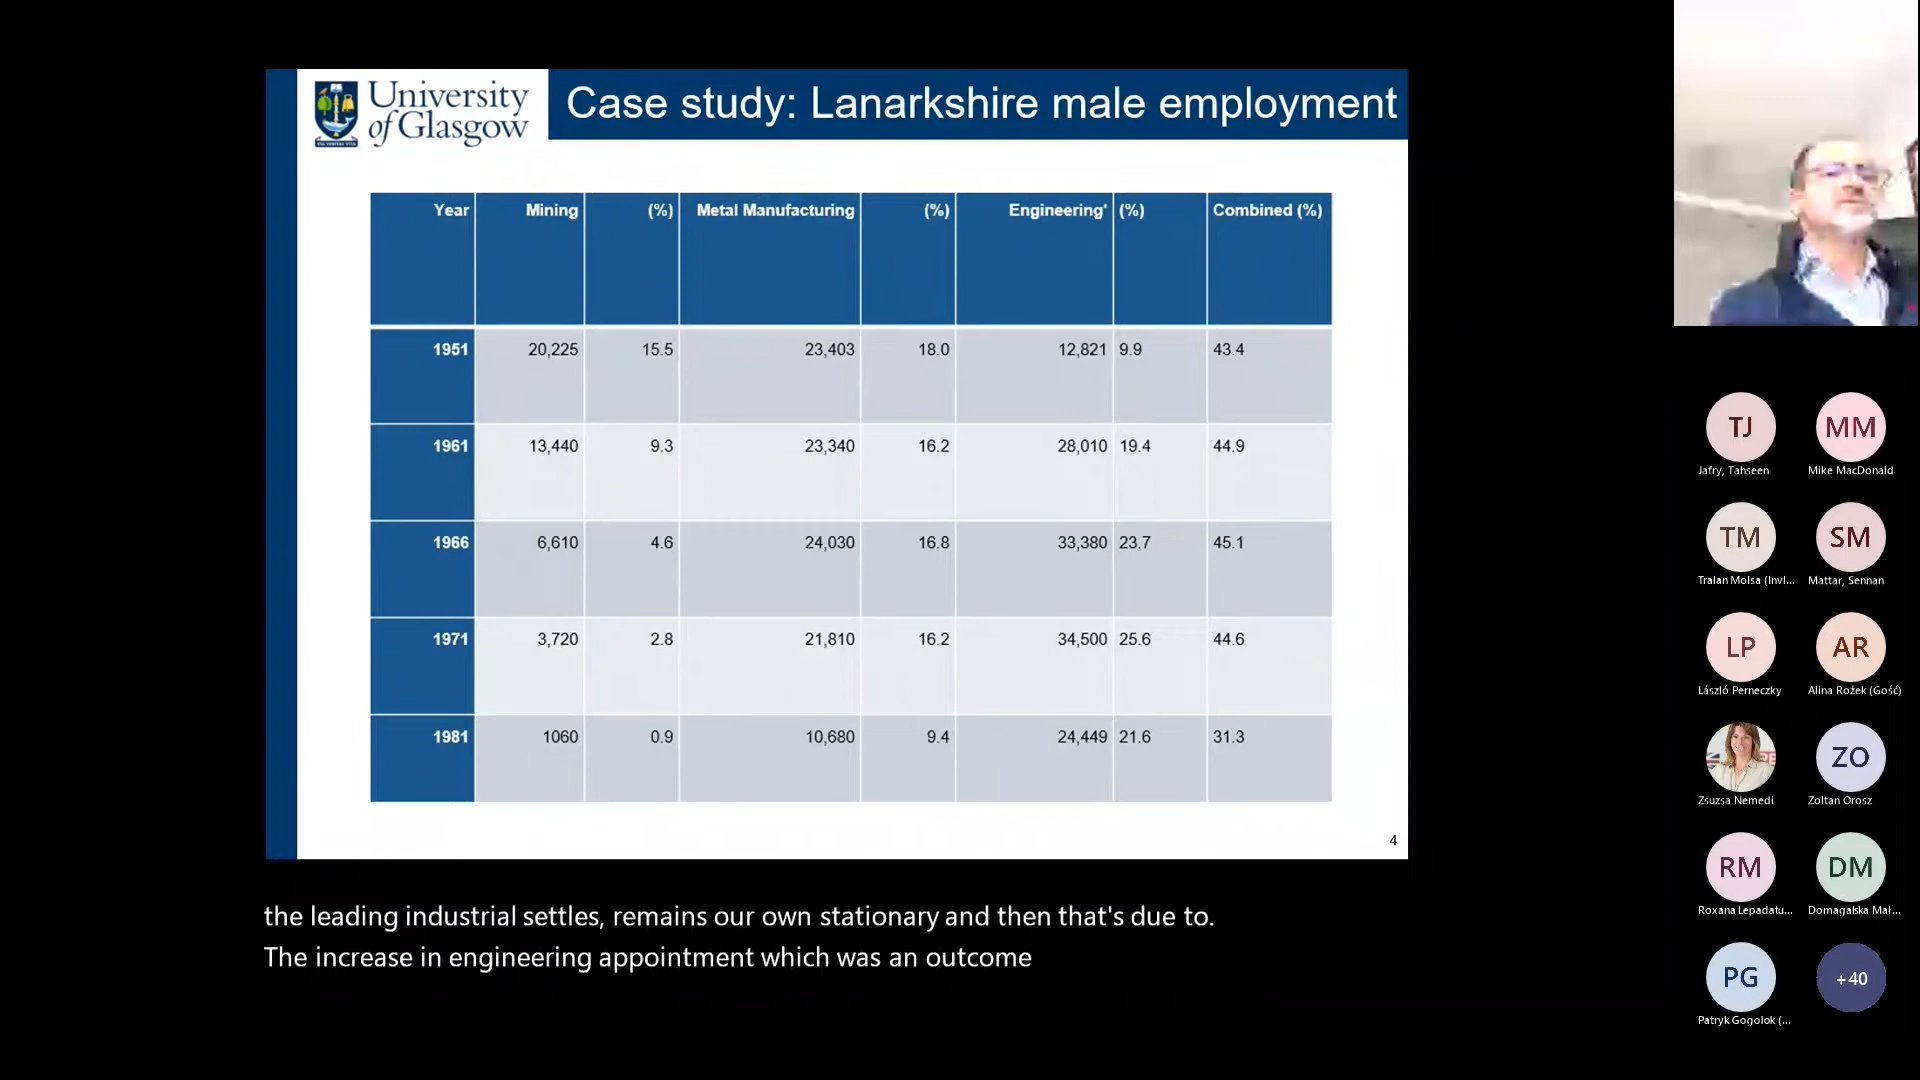 University
of Glasgow
Case study: Lanarkshire male employment
Year Mining (%) Metal Manufacturing (%) Engineering* (%) Combined (%)
1951 20,225 15.5 23,403 18.0 12,821 9.9 43.4
1961 13,440 9.3 23,340 16.2 28,010 19.4 44.9
1966 6,610 4.6 24,030 16.8 33,380 23.7 45.1
1971 3,720 2.8 21,810 16.2 34,500 25.6 44.6
1981 1060 0.9 10,680 9.4 24,449 21.6 31.3
4
the leading industrial settles, remains our own stationary and then that's due to.
The increase in engineering appointment which was an outcome
TJ MM
Jafry, Tahseen Mike MacDonald
TM SM
Tralan Molsa (Invi... Mattar, Sennan
LP AR
László Perneczky Alina Rożek (Gość)
ZO
Zsuzsa Nemedi Zoltan Orosz
RM DM
Roxana Lepadatu... Domagalska Mał...
PG +40
Patryk Gogolok (...